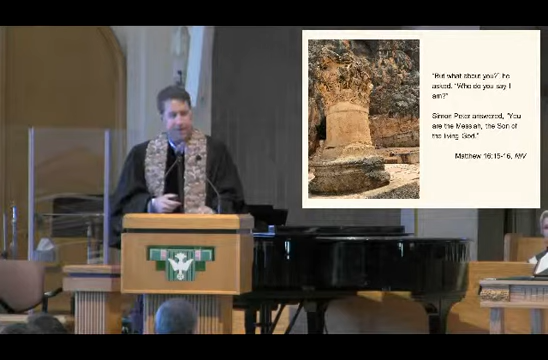 "But what about you?" he
asked. "Who do you say I
am?"
Simon Peter answered, "You
are the Messiah, the Son of
the living God."
Matthew 16:15-16, NIV